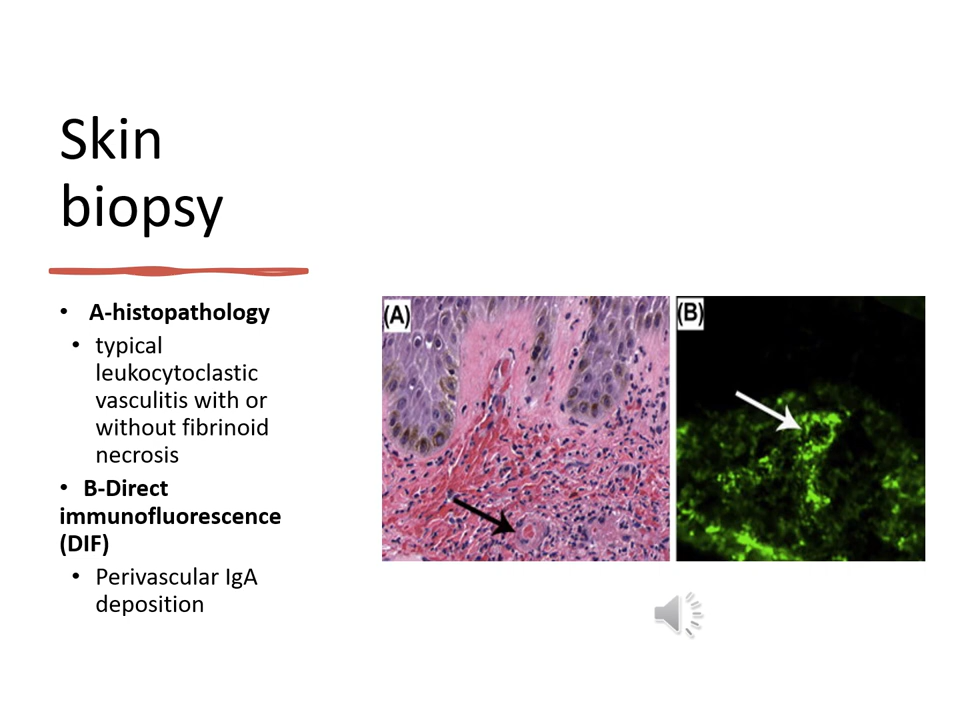 Skin
biopsy
• A-histopathology
• typical
leukocytoclastic
vasculitis with or
without fibrinoid
necrosis
• B-Direct
immunofluorescence
(DIF)
• Perivascular IgA
deposition
(A)
(B)